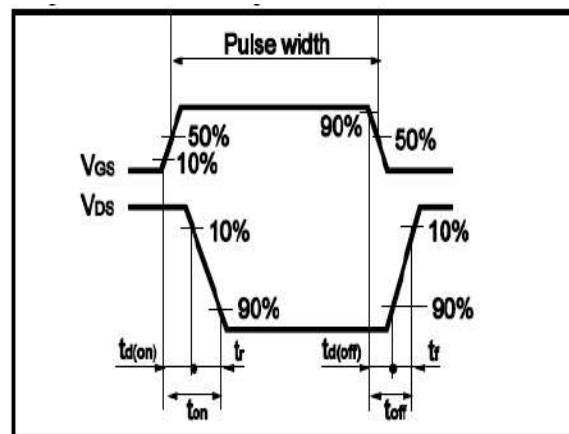 Pulse width
90%
50%
50%
10%
VGS
VDS
10%
10%
90%
90%
td(on)
tr
td(off)
tf
ton
toff